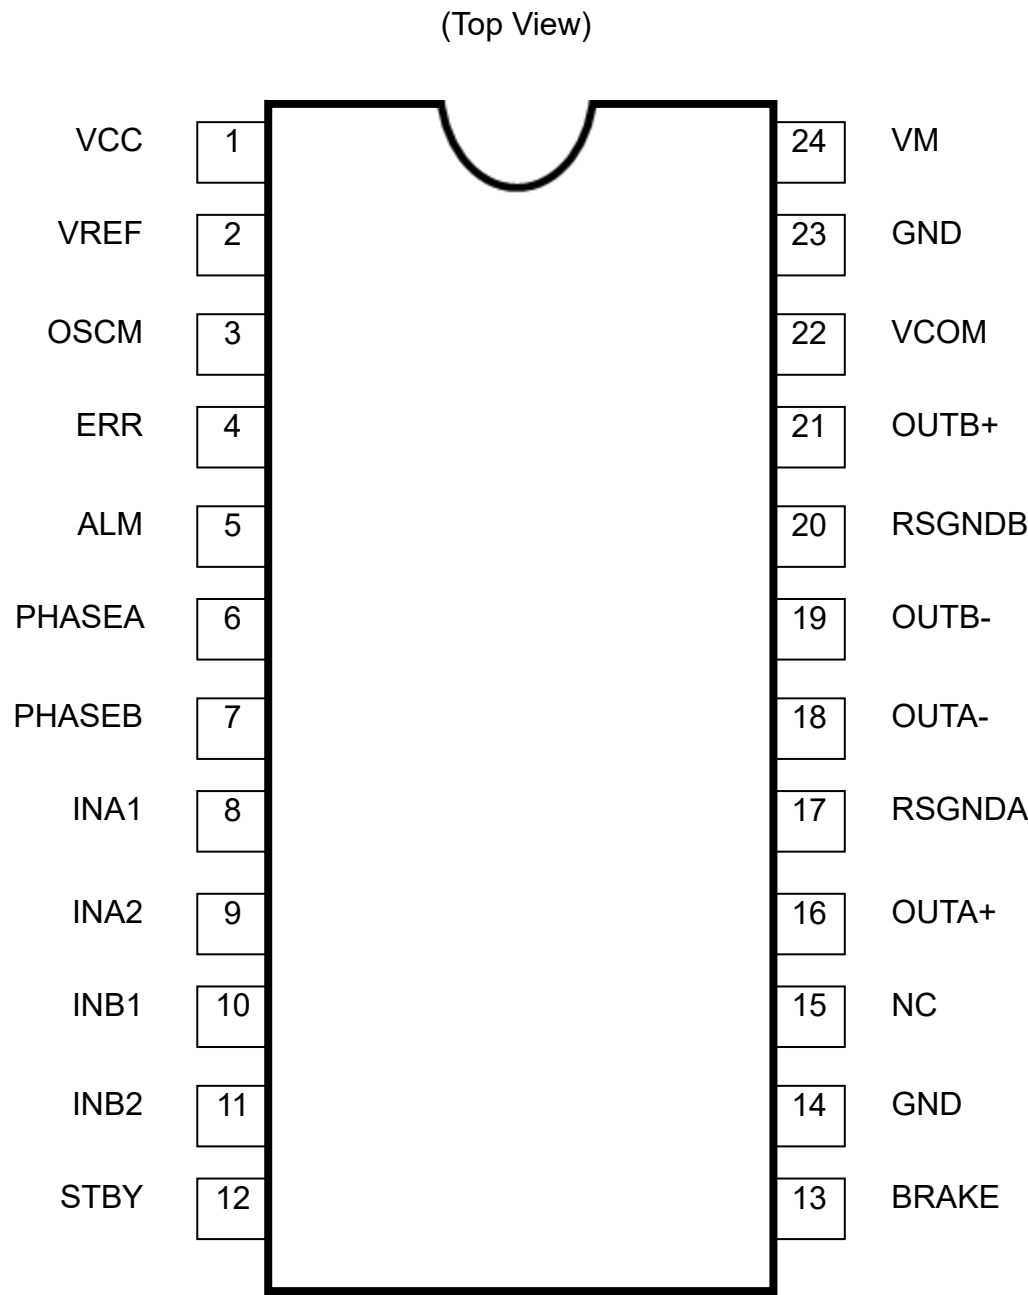 (Top View)
VCC 1 24 VM
VREF 2 23 GND
OSCM 3 22 VCOM
ERR 4 21 OUTB+
ALM 5 20 RSGNDB
PHASEA 6 19 OUTB-
PHASEB 7 18 OUTA-
INA1 8 17 RSGNDA
INA2 9 16 OUTA+
INB1 10 15 NC
INB2 11 14 GND
STBY 12 13 BRAKE